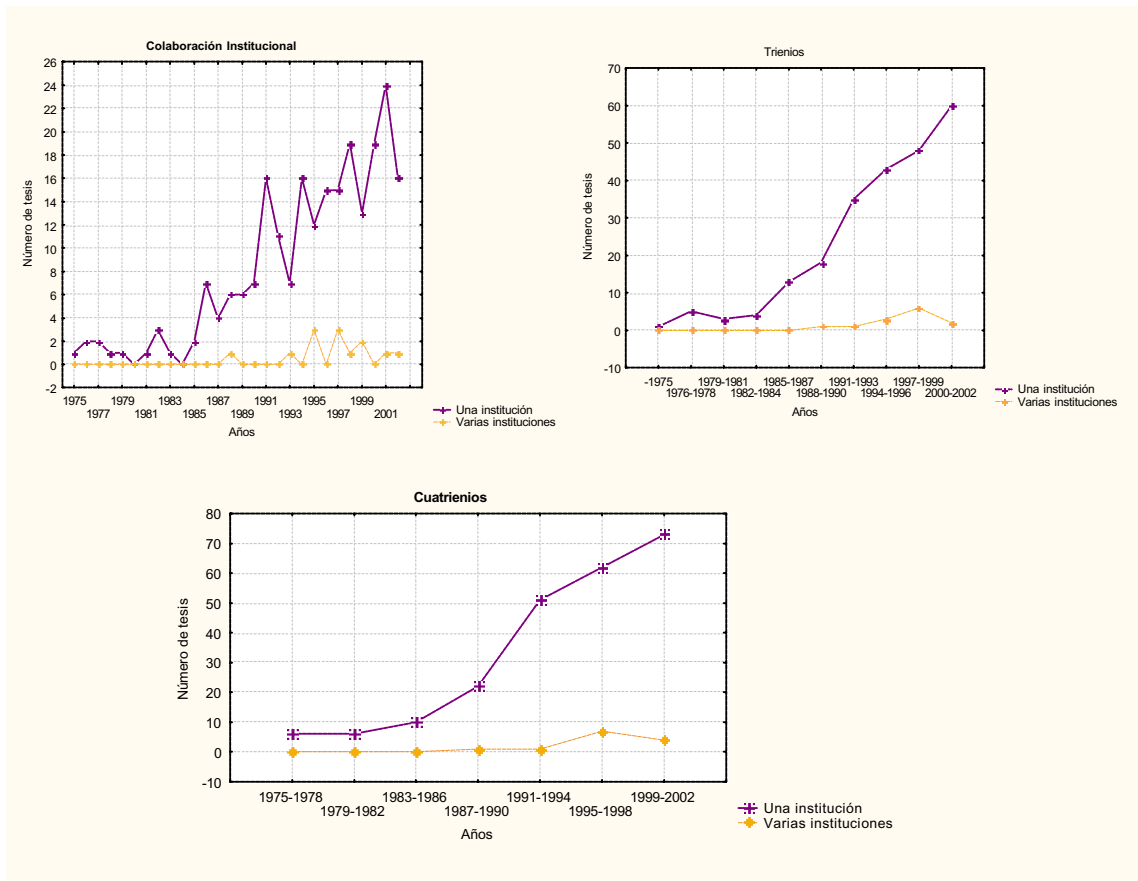 Colaboración Institucional
26
24
22
20
18
16
14
12
10
8
6
4
2
0
-2
Número de tesis
1975 1979 1983 1987 1991 1995 1999
1977 1981 1985 1989 1993 1997 2001
Años
Una institución
Varias instituciones
Trienios
70
60
50
40
30
20
10
0
-10
Número de tesis
-1975 1979-1981 1985-1987 1991-1993 1997-1999
1976-1978 1982-1984 1988-1990 1994-1996 2000-2002
Años
Una institución
Varias instituciones
Cuatrienios
80
70
60
50
40
30
20
10
0
-10
Número de tesis
1975-1978 1983-1986 1991-1994 1999-2002
1979-1982 1987-1990 1995-1998
Años
Una institución
Varias instituciones